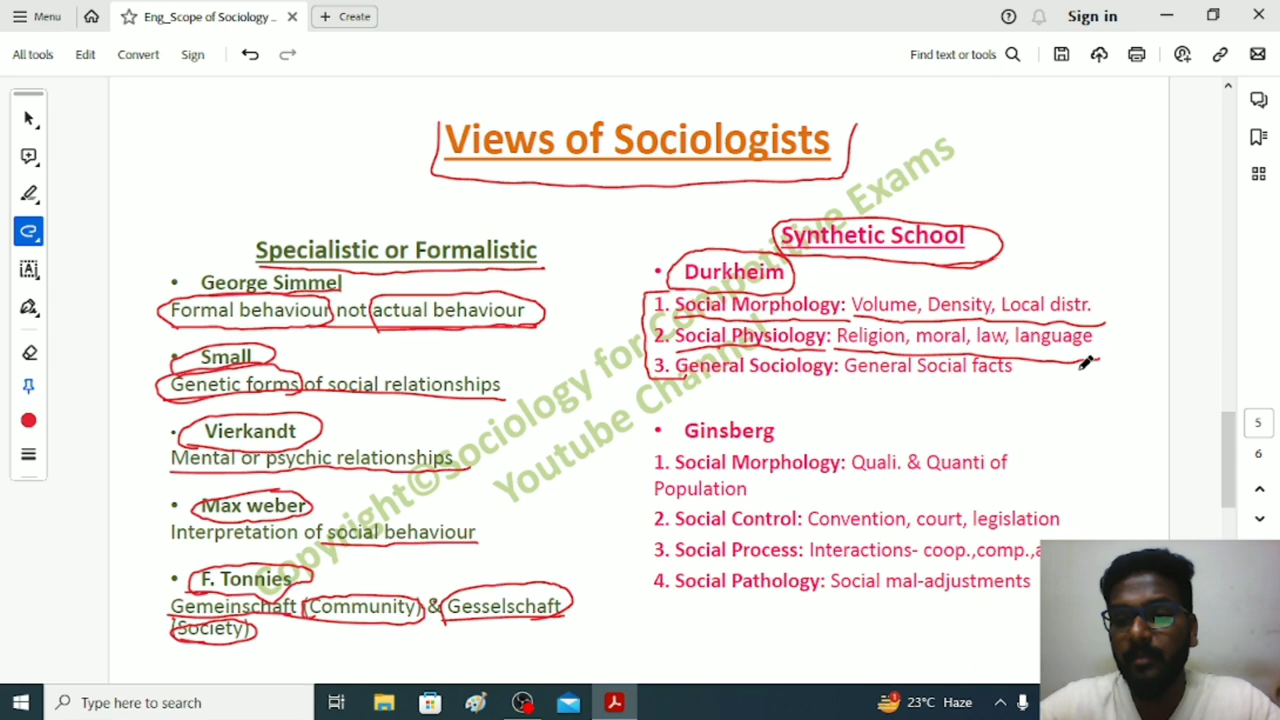 Menu
Eng_Scope of Sociology ..
Create
Sign in
All tools
Edit
Convert
Sign
Find text or tools
Views of Sociologists
Specialistic or Formalistic
• George Simmel
Formal behaviour not actual behaviour
• Small
Genetic forms of social relationships
• Vierkandt
Mental or psychic relationships
• Max weber
Interpretation of social behaviour
• F. Tonnies
Gemeinschaft (Community) & Gesselschaft
(Society)
Synthetic School
• Durkheim
1. Social Morphology: Volume, Density, Local distr.
2. Social Physiology: Religion, moral, law, language
3. General Sociology: General Social facts
• Ginsberg
1. Social Morphology: Quali. & Quanti of
Population
2. Social Control: Convention, court, legislation
3. Social Process: Interactions- coop.,comp.,
4. Social Pathology: Social mal-adjustments
Copyright©Sociology for Competitive Exams
Youtube Channel
5
6
Type here to search
1
23°C Haze